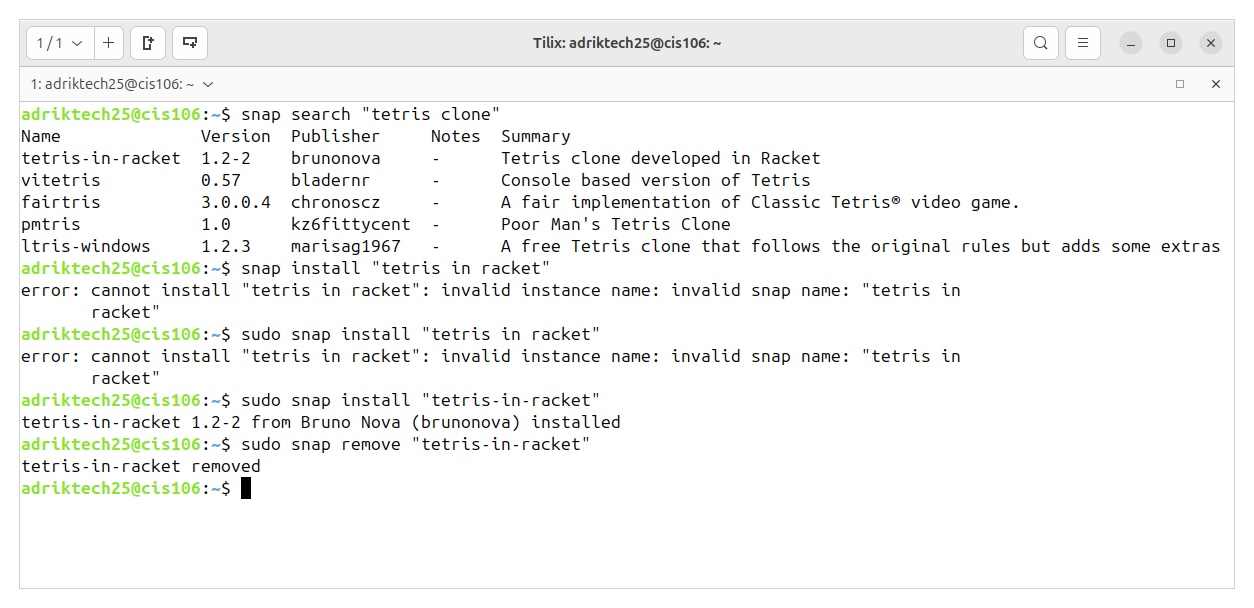 1 / 1
Tilix: adriktech25@cis106: ~
1: adriktech25@cis106: ~
adriktech25@cis106:~$ snap search "tetris clone"
Name              Version  Publisher     Notes  Summary
tetris-in-racket  1.2-2    brunonova     -      Tetris clone developed in Racket
vitetris          0.57     bladernr      -      Console based version of Tetris
fairtris          3.0.0.4  chronoscz     -      A fair implementation of Classic Tetris® video game.
pmtris            1.0      kz6fittycent  -      Poor Man's Tetris Clone
ltris-windows     1.2.3    marisag1967   -      A free Tetris clone that follows the original rules but adds some extras
adriktech25@cis106:~$ snap install "tetris in racket"
error: cannot install "tetris in racket": invalid instance name: invalid snap name: "tetris in
       racket"
adriktech25@cis106:~$ sudo snap install "tetris in racket"
error: cannot install "tetris in racket": invalid instance name: invalid snap name: "tetris in
       racket"
adriktech25@cis106:~$ sudo snap install "tetris-in-racket"
tetris-in-racket 1.2-2 from Bruno Nova (brunonova) installed
adriktech25@cis106:~$ sudo snap remove "tetris-in-racket"
tetris-in-racket removed
adriktech25@cis106:~$